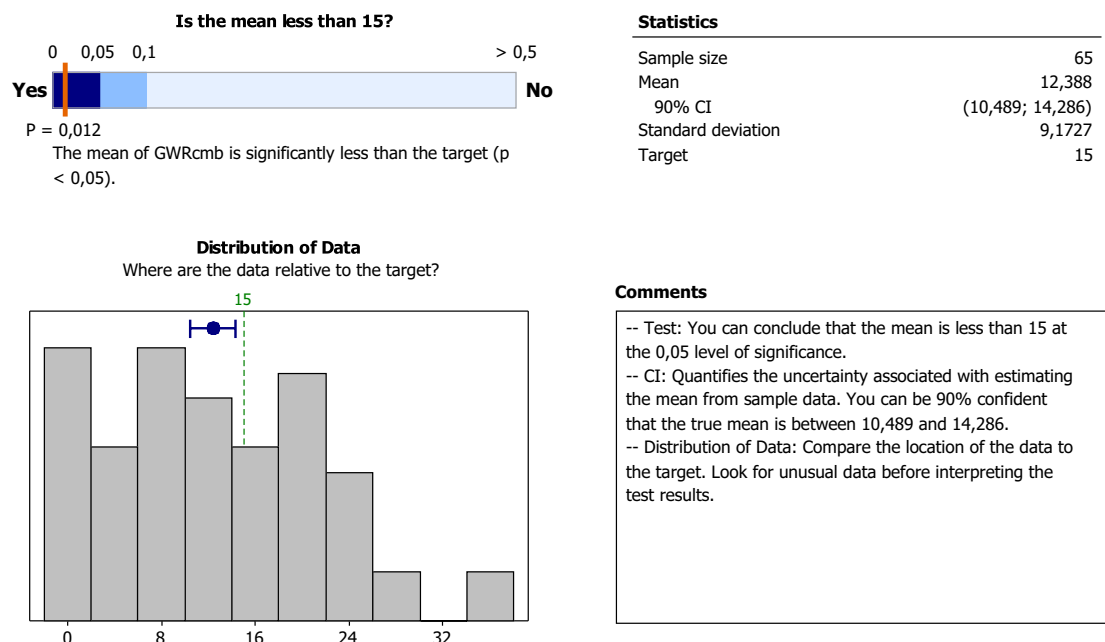 Is the mean less than 15?
0 0,05 0,1 > 0,5
Yes No
P = 0,012
The mean of GWRcmb is significantly less than the target (p
< 0,05).
Statistics
Sample size 65
Mean 12,388
90% CI (10,489; 14,286)
Standard deviation 9,1727
Target 15
Distribution of Data
Where are the data relative to the target?
15
0 8 16 24 32
Comments
-- Test: You can conclude that the mean is less than 15 at
the 0,05 level of significance.
-- CI: Quantifies the uncertainty associated with estimating
the mean from sample data. You can be 90% confident
that the true mean is between 10,489 and 14,286.
-- Distribution of Data: Compare the location of the data to
the target. Look for unusual data before interpreting the
test results.